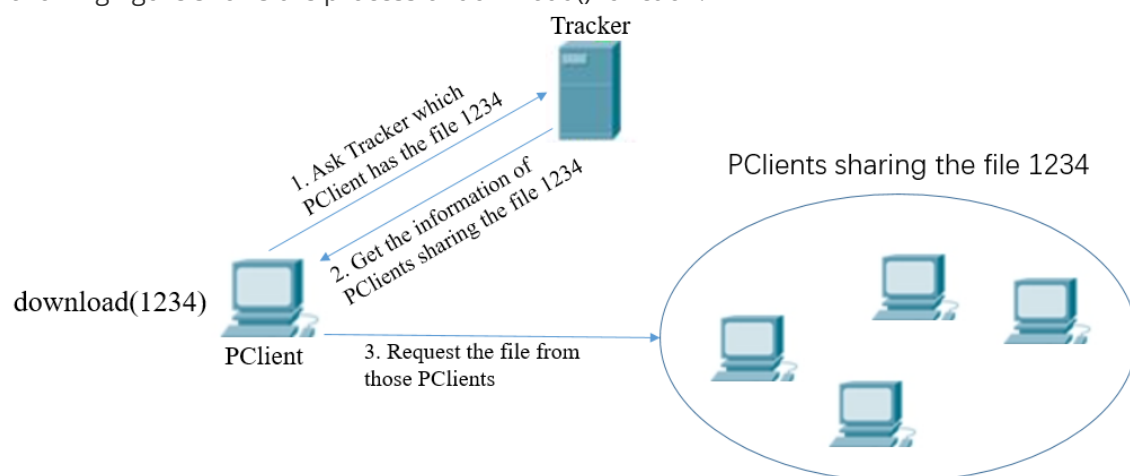 Tracker
1. Ask Tracker which
PClient has the file 1234
2. Get the information of
PClients sharing the file 1234
PClients sharing the file 1234
download(1234)
PClient
3. Request the file from
those PClients